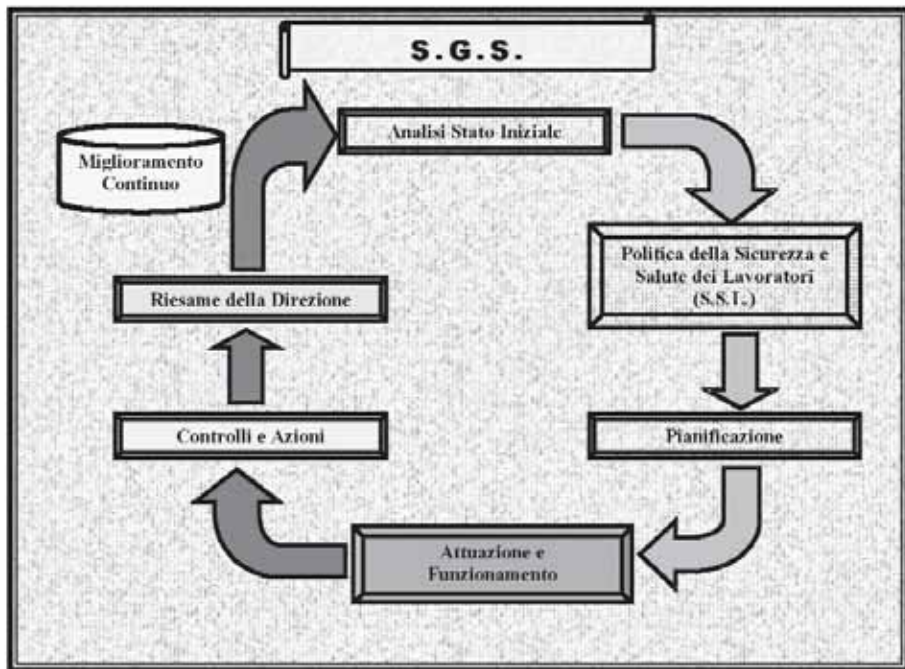 S.G.S.
Analisi Stato Iniziale
Miglioramento
Continuo
Politica della Sicurezza e
Salute dei Lavoratori
(S.S.L.)
Riesame della Direzione
Controlli e Azioni
Pianificazione
Attuazione e
Funzionamento